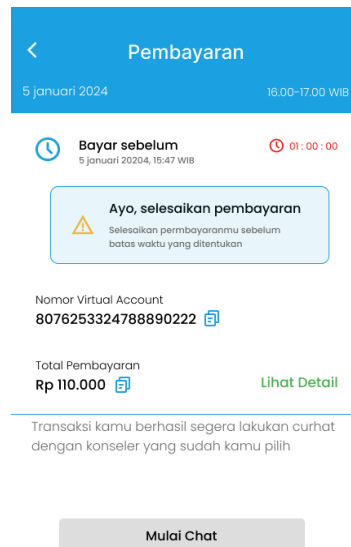 Pembayaran
5 januari 2024 16.00-17.00 WIB
Bayar sebelum 01 : 00 : 00
5 januari 20204, 15:47 WIB
Ayo, selesaikan pembayaran
Selesaikan permbayaranmu sebelum
batas waktu yang ditentukan
Nomor Virtual Account
8076253324788890222
Total Pembayaran
Rp 110.000 Lihat Detail
Transaksi kamu berhasil segera lakukan curhat
dengan konseler yang sudah kamu pilih
Mulai Chat